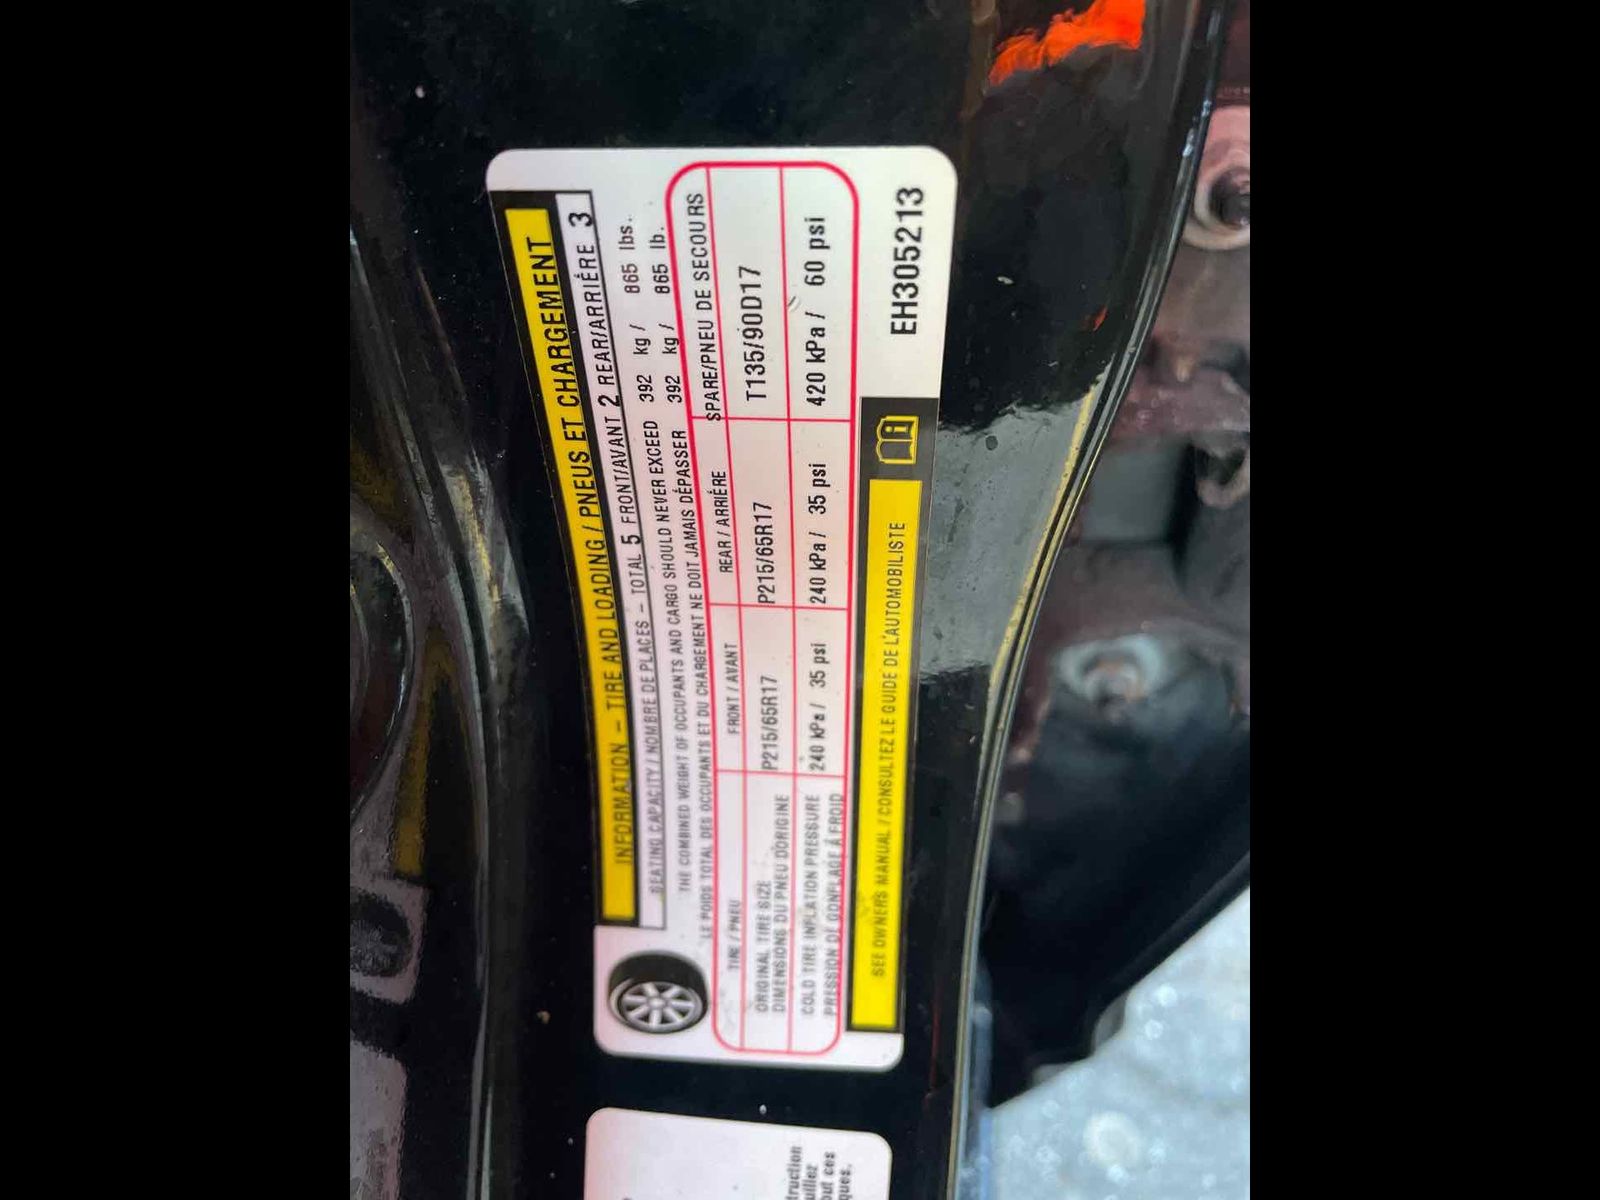 INFORMATION – TIRE AND LOADING / PNEUS ET CHARGEMENT
SEATING CAPACITY / NOMBRE DE PLACES – TOTAL 5 FRONT/AVANT 2 REAR/ARRIÈRE 3
THE COMBINED WEIGHT OF OCCUPANTS AND CARGO SHOULD NEVER EXCEED 392 kg / 865 lbs.
LE POIDS TOTAL DES OCCUPANTS ET DU CHARGEMENT NE DOIT JAMAIS DÉPASSER 392 kg / 865 lb.
TIRE / PNEU FRONT / AVANT REAR / ARRIÈRE SPARE/PNEU DE SECOURS
ORIGINAL TIRE SIZE
DIMENSIONS DU PNEU D'ORIGINE
P215/65R17 P215/65R17 T135/90D17
COLD TIRE INFLATION PRESSURE
PRESSION DE GONFLAGE À FROID
240 kPa / 35 psi 240 kPa / 35 psi 420 kPa / 60 psi
SEE OWNERS MANUAL / CONSULTEZ LE GUIDE DE L'AUTOMOBILISTE
EH305213
truction
uillez
out ces
ques.